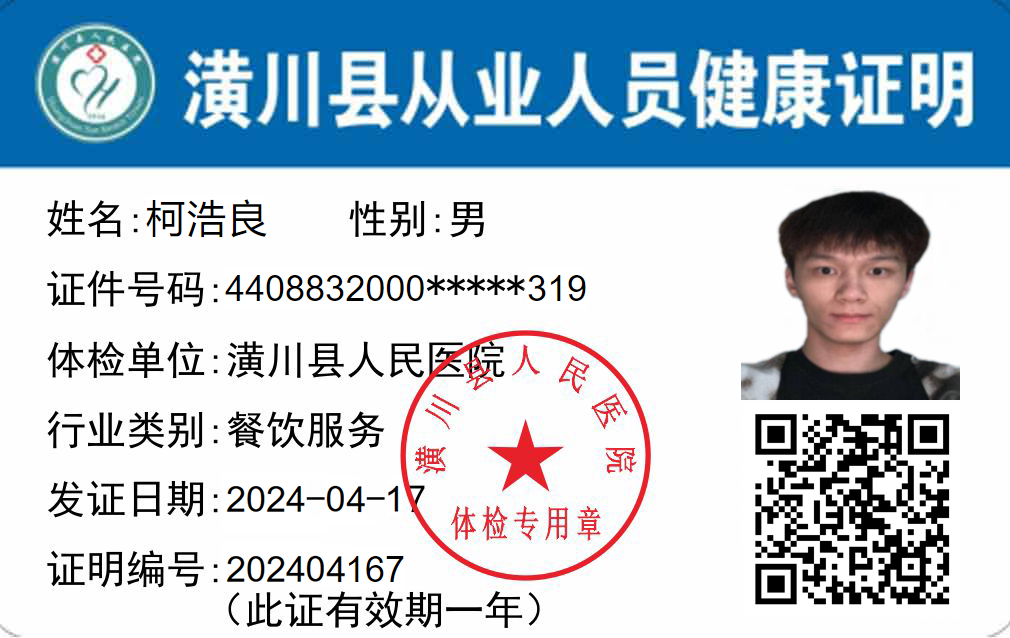 潢川县从业人员健康证明
姓名:柯浩良 性别:男
证件号码:4408832000*****319
体检单位:潢川县人民医院
行业类别:餐饮服务
发证日期:2024-04-17
证明编号:202404167
(此证有效期一年)
潢川县人民医院
体检专用章